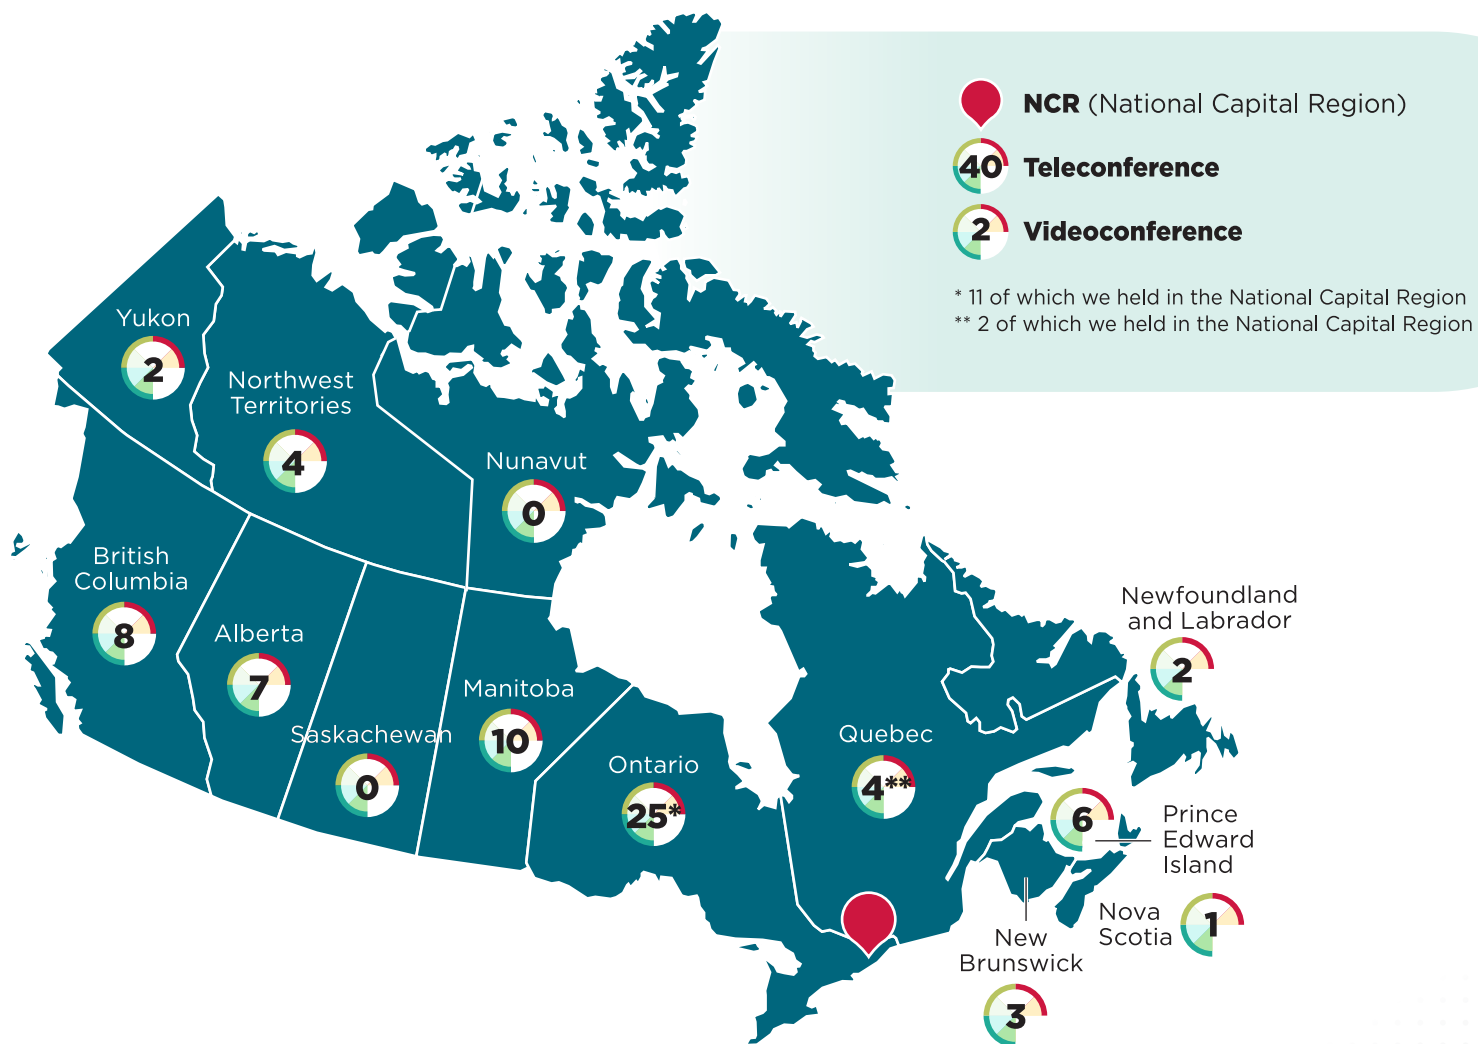 NCR (National Capital Region)
40 Teleconference
2 Videoconference
* 11 of which we held in the National Capital Region
** 2 of which we held in the National Capital Region
Yukon
2
Northwest
Territories
4
Nunavut
0
British
Columbia
8
Alberta
7
Saskachewan
0
Manitoba
10
Ontario
25*
Quebec
4**
Newfoundland
and Labrador
2
6
Prince
Edward
Island
Nova
Scotia
1
New
Brunswick
3